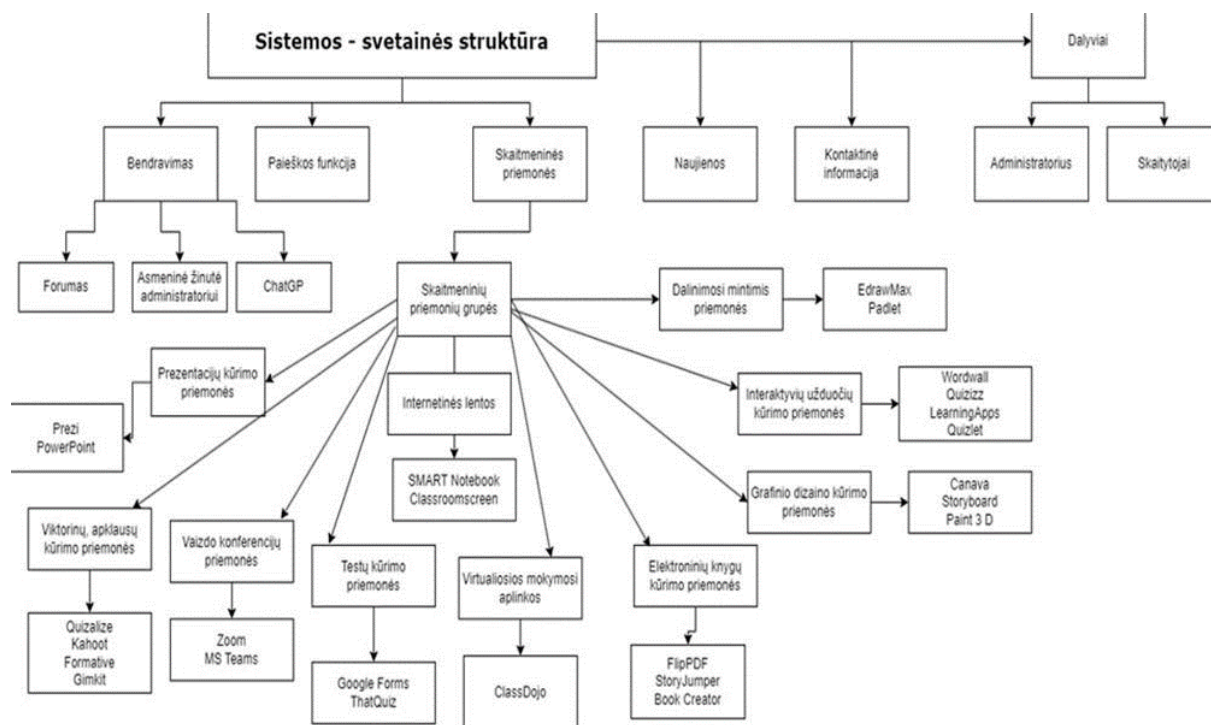 Sistemos - svetainės struktūra
Dalyviai
Bendravimas
Paieškos funkcija
Skaitmeninės
priemonės
Naujienos
Kontaktinė
informacija
Administratorius
Skaitytojai
Forumas
Asmeninė žinutė
administratoriui
ChatGP
Skaitmeninių
priemonių grupės
Dalinimosi mintimis
priemonės
EdrawMax
Padlet
Prezentacijų kūrimo
priemonės
Internetinės lentos
Interaktyvių užduočių
kūrimo priemonės
Wordwall
Quizizz
LearningApps
Quizlet
Prezi
PowerPoint
SMART Notebook
Classroomscreen
Grafinio dizaino kūrimo
priemonės
Canava
Storyboard
Paint 3 D
Viktorinų, apklausų
kūrimo priemonės
Vaizdo konferencijų
priemonės
Testų kūrimo
priemonės
Virtualiosios mokymosi
aplinkos
Elektroninių knygų
kūrimo priemonės
Quizalize
Kahoot
Formative
Gimkit
Zoom
MS Teams
Google Forms
ThatQuiz
ClassDojo
FlipPDF
StoryJumper
Book Creator